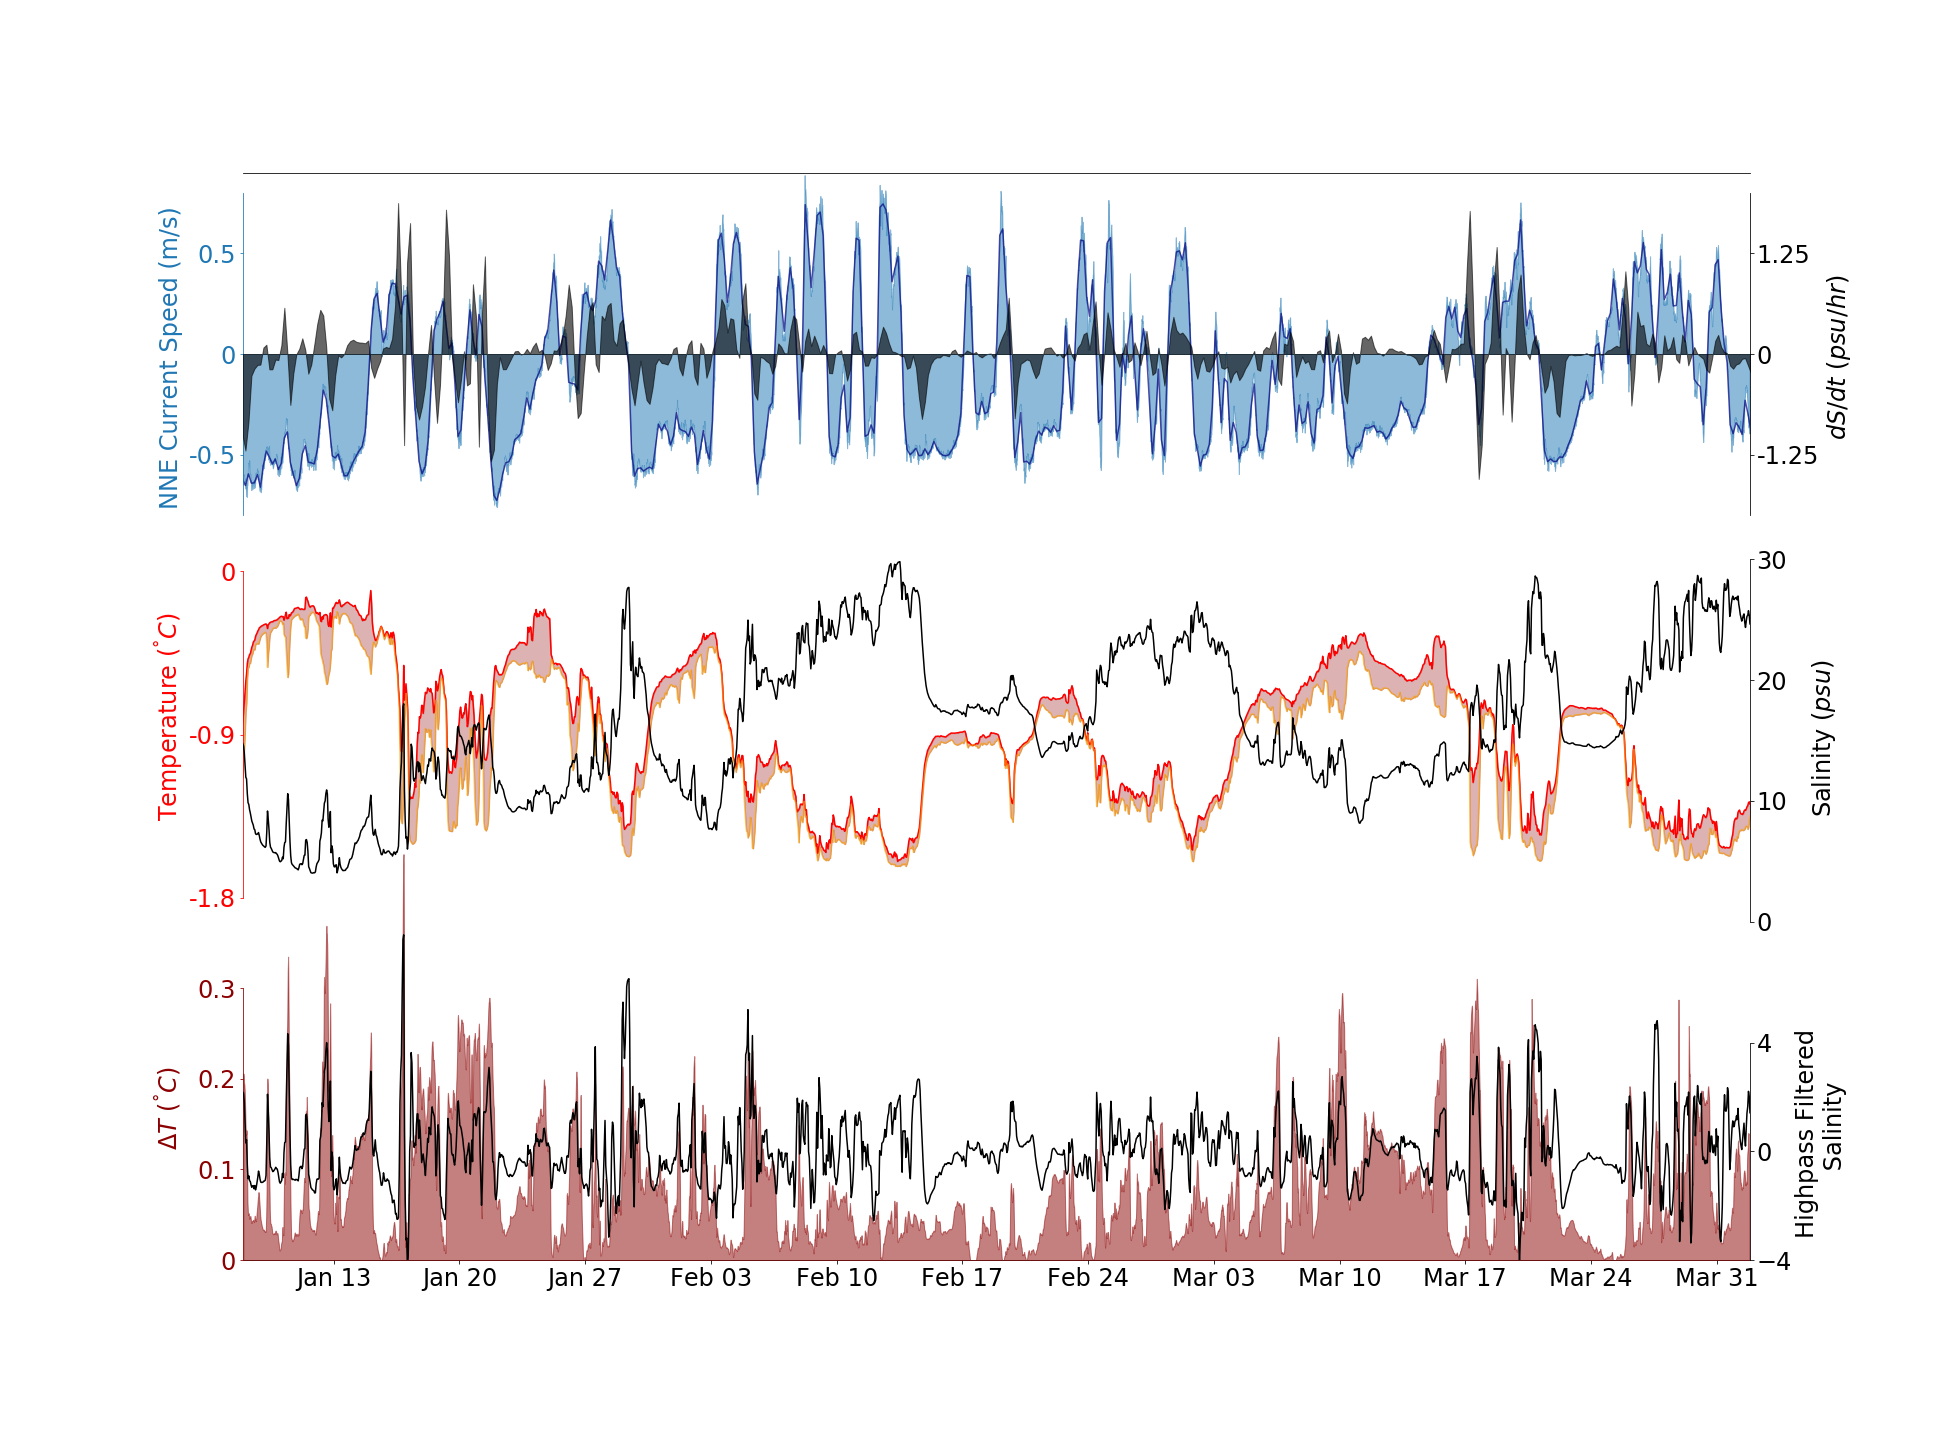 NNE Current Speed (m/s)
0.5
0
-0.5
1.25
0
-1.25
dS/dt (psu/hr)
Temperature (°C)
0
-0.9
-1.8
30
20
10
0
Salinity (psu)
ΔT (°C)
0.3
0.2
0.1
0
4
0
−4
Highpass Filtered
Salinity
Jan 13 Jan 20 Jan 27 Feb 03 Feb 10 Feb 17 Feb 24 Mar 03 Mar 10 Mar 17 Mar 24 Mar 31